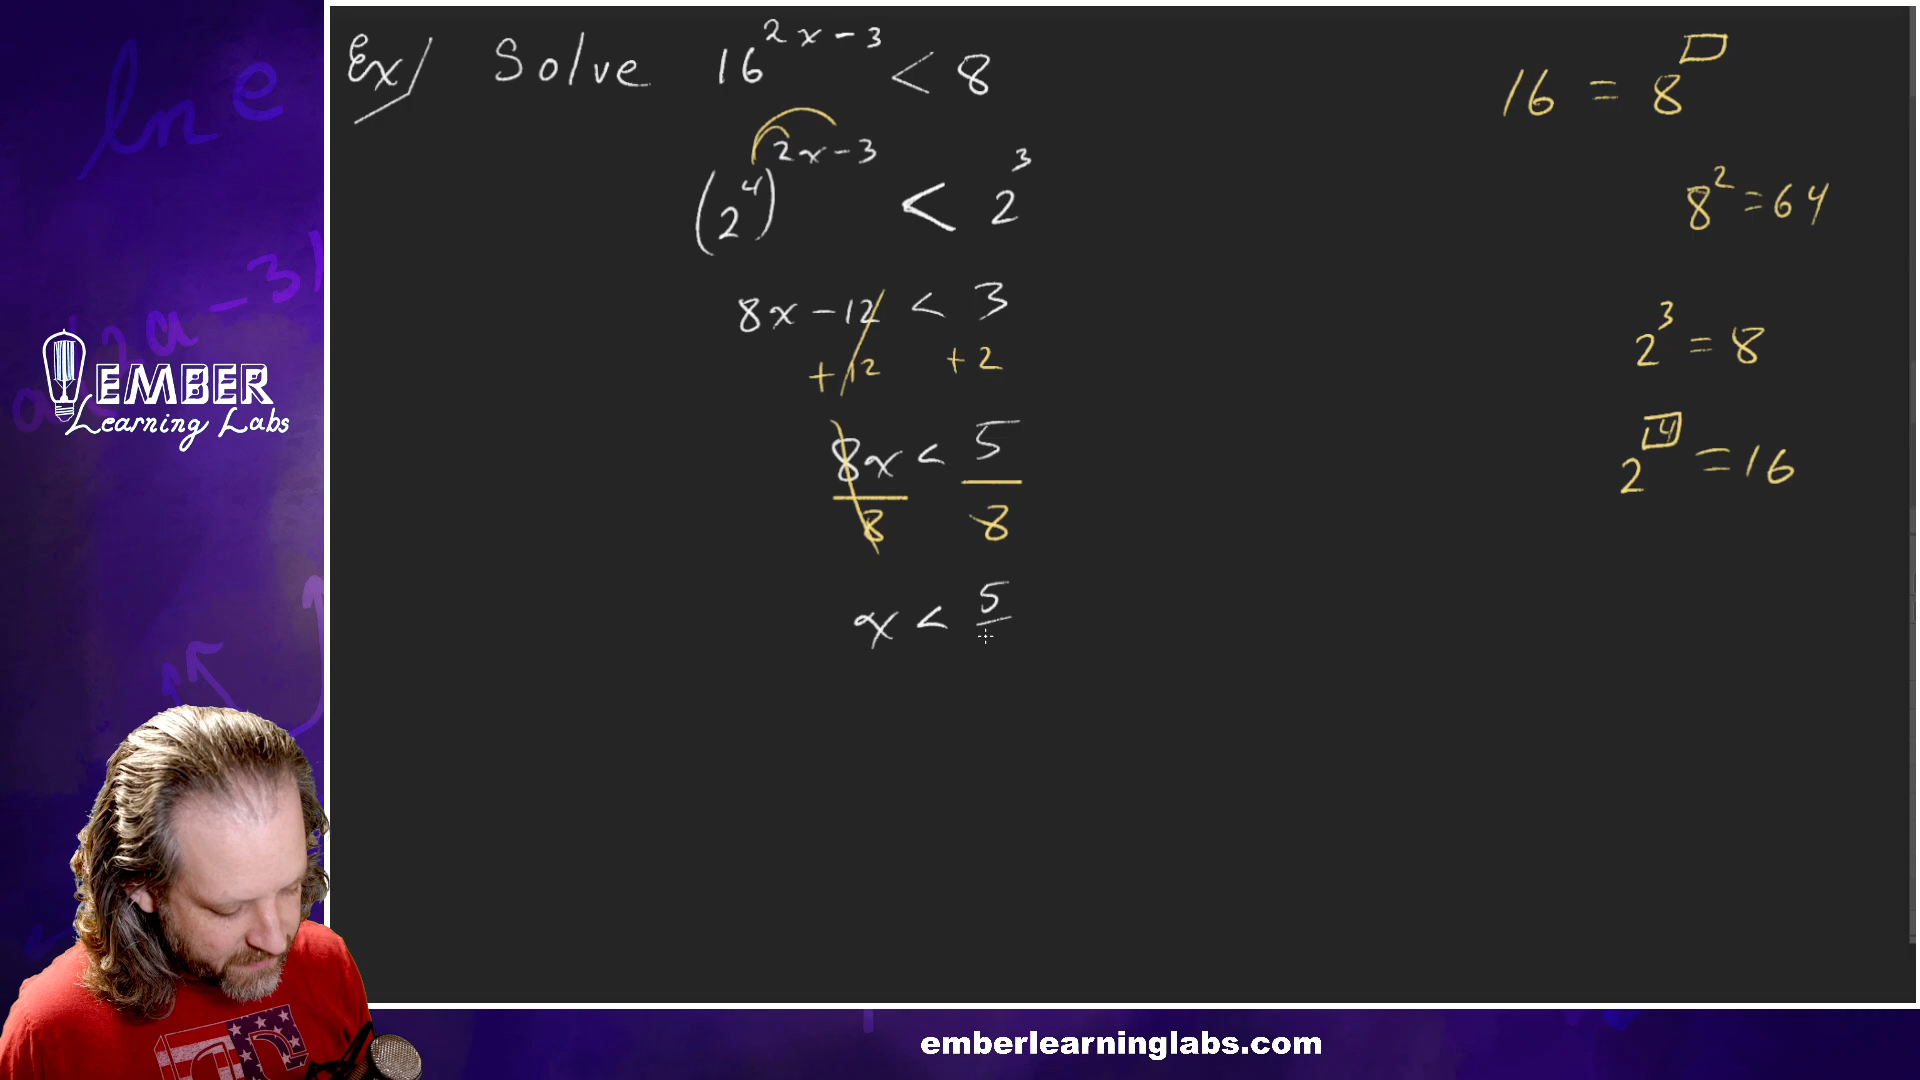 Ex/ Solve 16^(2x-3) < 8
(2^4)^(2x-3) < 2^3
8x - 12 < 3
+12 +2
8x < 5
8 8
x < 5
16 = 8^□
8^2 = 64
2^3 = 8
2^4 = 16
ln e
EMBER
Learning Labs
emberlearninglabs.com